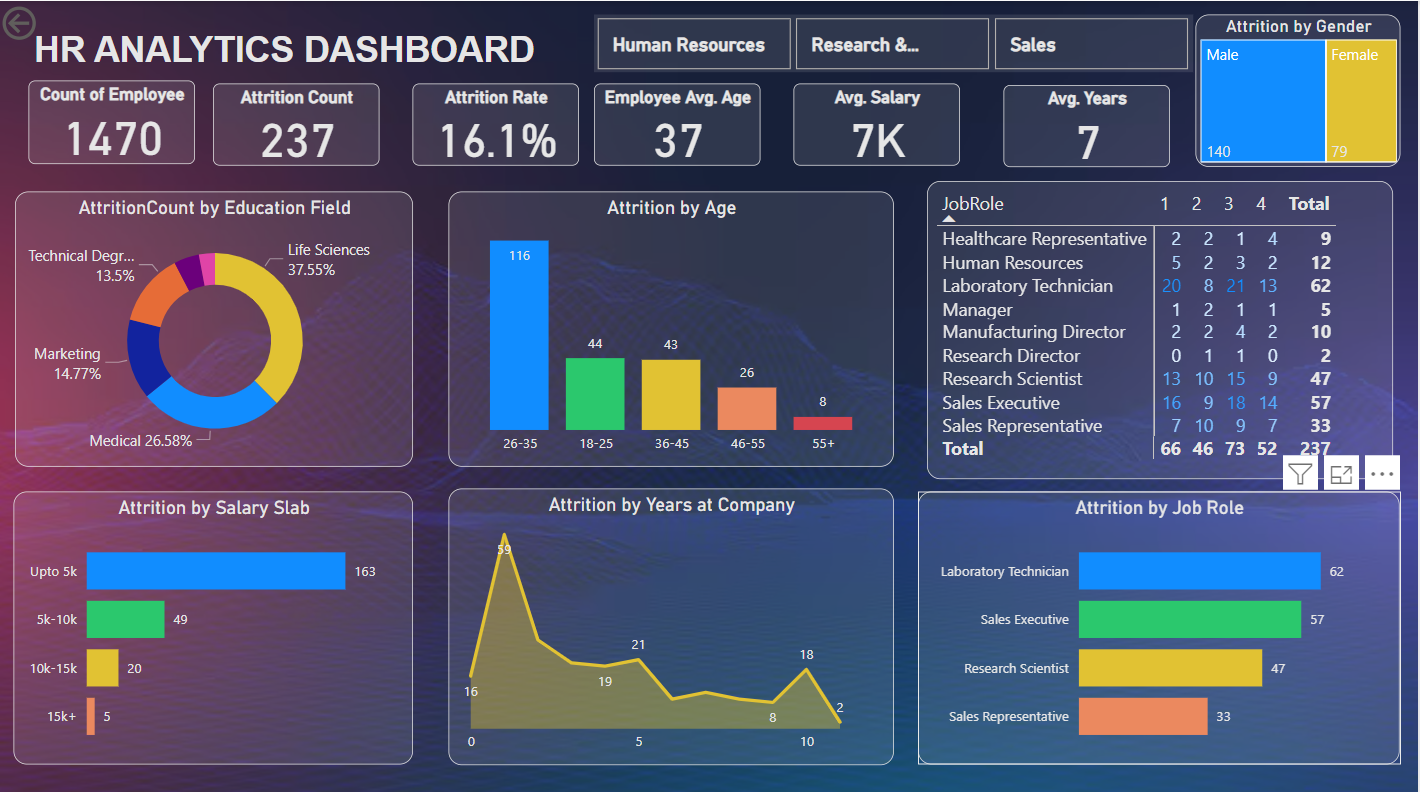 HR ANALYTICS DASHBOARD
Human Resources
Research &...
Sales
Attrition by Gender
Male
Female
140
79
Count of Employee
1470
Attrition Count
237
Attrition Rate
16.1%
Employee Avg. Age
37
Avg. Salary
7K
Avg. Years
7
AttritionCount by Education Field
Life Sciences
37.55%
Technical Degr...
13.5%
Marketing
14.77%
Medical 26.58%
Attrition by Age
116
44
43
26
8
26-35
18-25
36-45
46-55
55+
JobRole 1 2 3 4 Total
Healthcare Representative 2 2 1 4 9
Human Resources 5 2 3 2 12
Laboratory Technician 20 8 21 13 62
Manager 1 2 1 1 5
Manufacturing Director 2 2 4 2 10
Research Director 0 1 1 0 2
Research Scientist 13 10 15 9 47
Sales Executive 16 9 18 14 57
Sales Representative 7 10 9 7 33
Total 66 46 73 52 237
Attrition by Salary Slab
Upto 5k 163
5k-10k 49
10k-15k 20
15k+ 5
Attrition by Years at Company
59
16
19
21
8
18
2
0
5
10
Attrition by Job Role
Laboratory Technician 62
Sales Executive 57
Research Scientist 47
Sales Representative 33